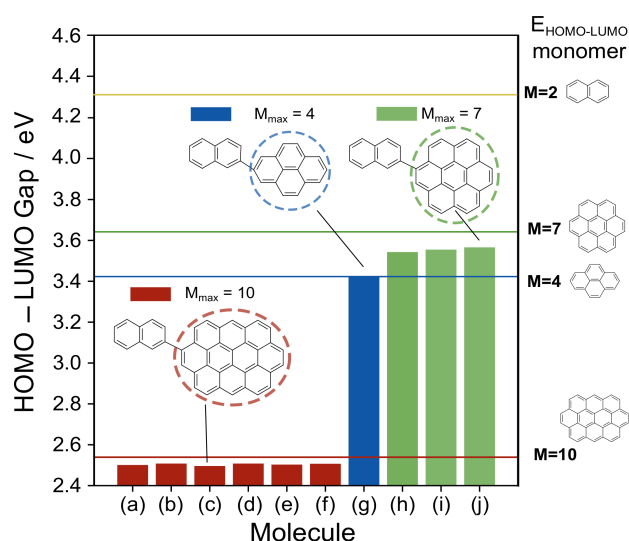 E_HOMO-LUMO
monomer
HOMO – LUMO Gap / eV
4.6
4.4
4.2
4.0
3.8
3.6
3.4
3.2
3.0
2.8
2.6
2.4
M_max = 4
M_max = 7
M_max = 10
M=2
M=7
M=4
M=10
(a) (b) (c) (d) (e) (f) (g) (h) (i) (j)
Molecule